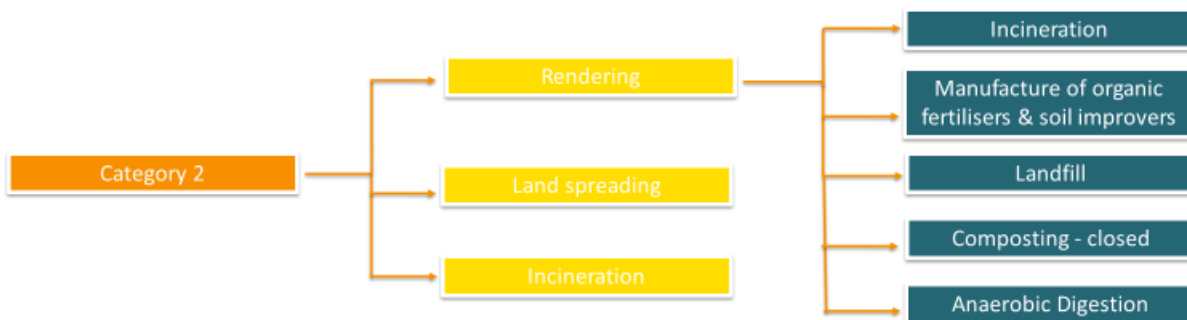 Category 2
Rendering
Land spreading
Incineration
Incineration
Manufacture of organic
fertilisers & soil improvers
Landfill
Composting - closed
Anaerobic Digestion